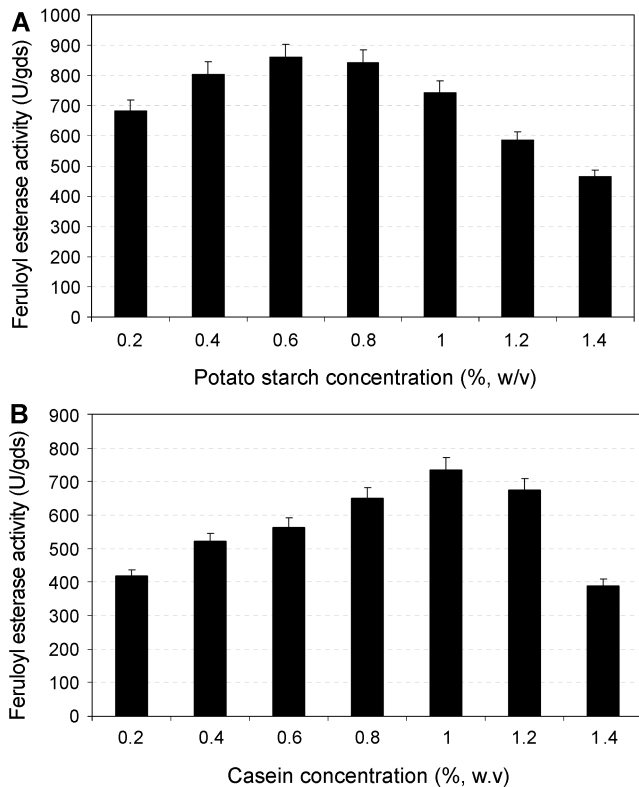 A
Feruloyl esterase activity (U/gds)
1000
900
800
700
600
500
400
300
200
100
0
0.2 0.4 0.6 0.8 1 1.2 1.4
Potato starch concentration (%, w/v)
B
Feruloyl esterase activity (U/gds)
900
800
700
600
500
400
300
200
100
0
0.2 0.4 0.6 0.8 1 1.2 1.4
Casein concentration (%, w.v)